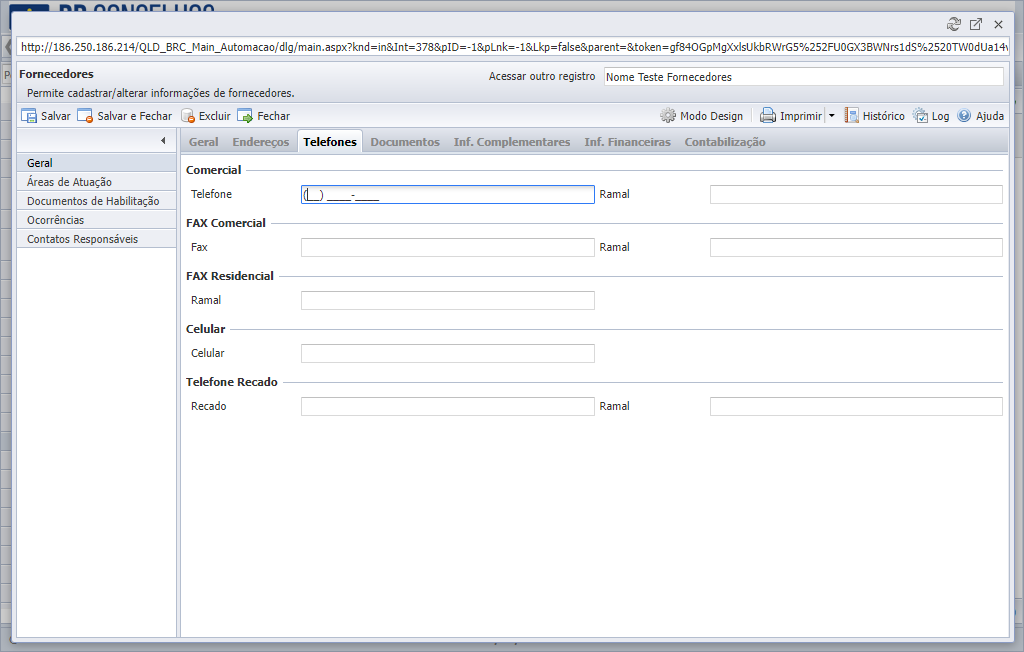 BR CONSELHOS
http://186.250.186.214/QLD_BRC_Main_Automacao/dlg/main.aspx?knd=in&Int=378&pID=-1&pLnk=-1&Lkp=false&parent=&token=gf84OGpMgXxlsUkbRWrG5%252FU0GX3BWNrs1dS%2520TW0dUa14v
Fornecedores Acessar outro registro Nome Teste Fornecedores
Permite cadastrar/alterar informações de fornecedores.
Salvar Salvar e Fechar Excluir Fechar Modo Design Imprimir Histórico Log Ajuda
Geral Endereços Telefones Documentos Inf. Complementares Inf. Financeiras Contabilização
Geral
Áreas de Atuação
Documentos de Habilitação
Ocorrências
Contatos Responsáveis
Comercial
Telefone (__) ____-____ Ramal
FAX Comercial
Fax Ramal
FAX Residencial
Ramal
Celular
Celular
Telefone Recado
Recado Ramal